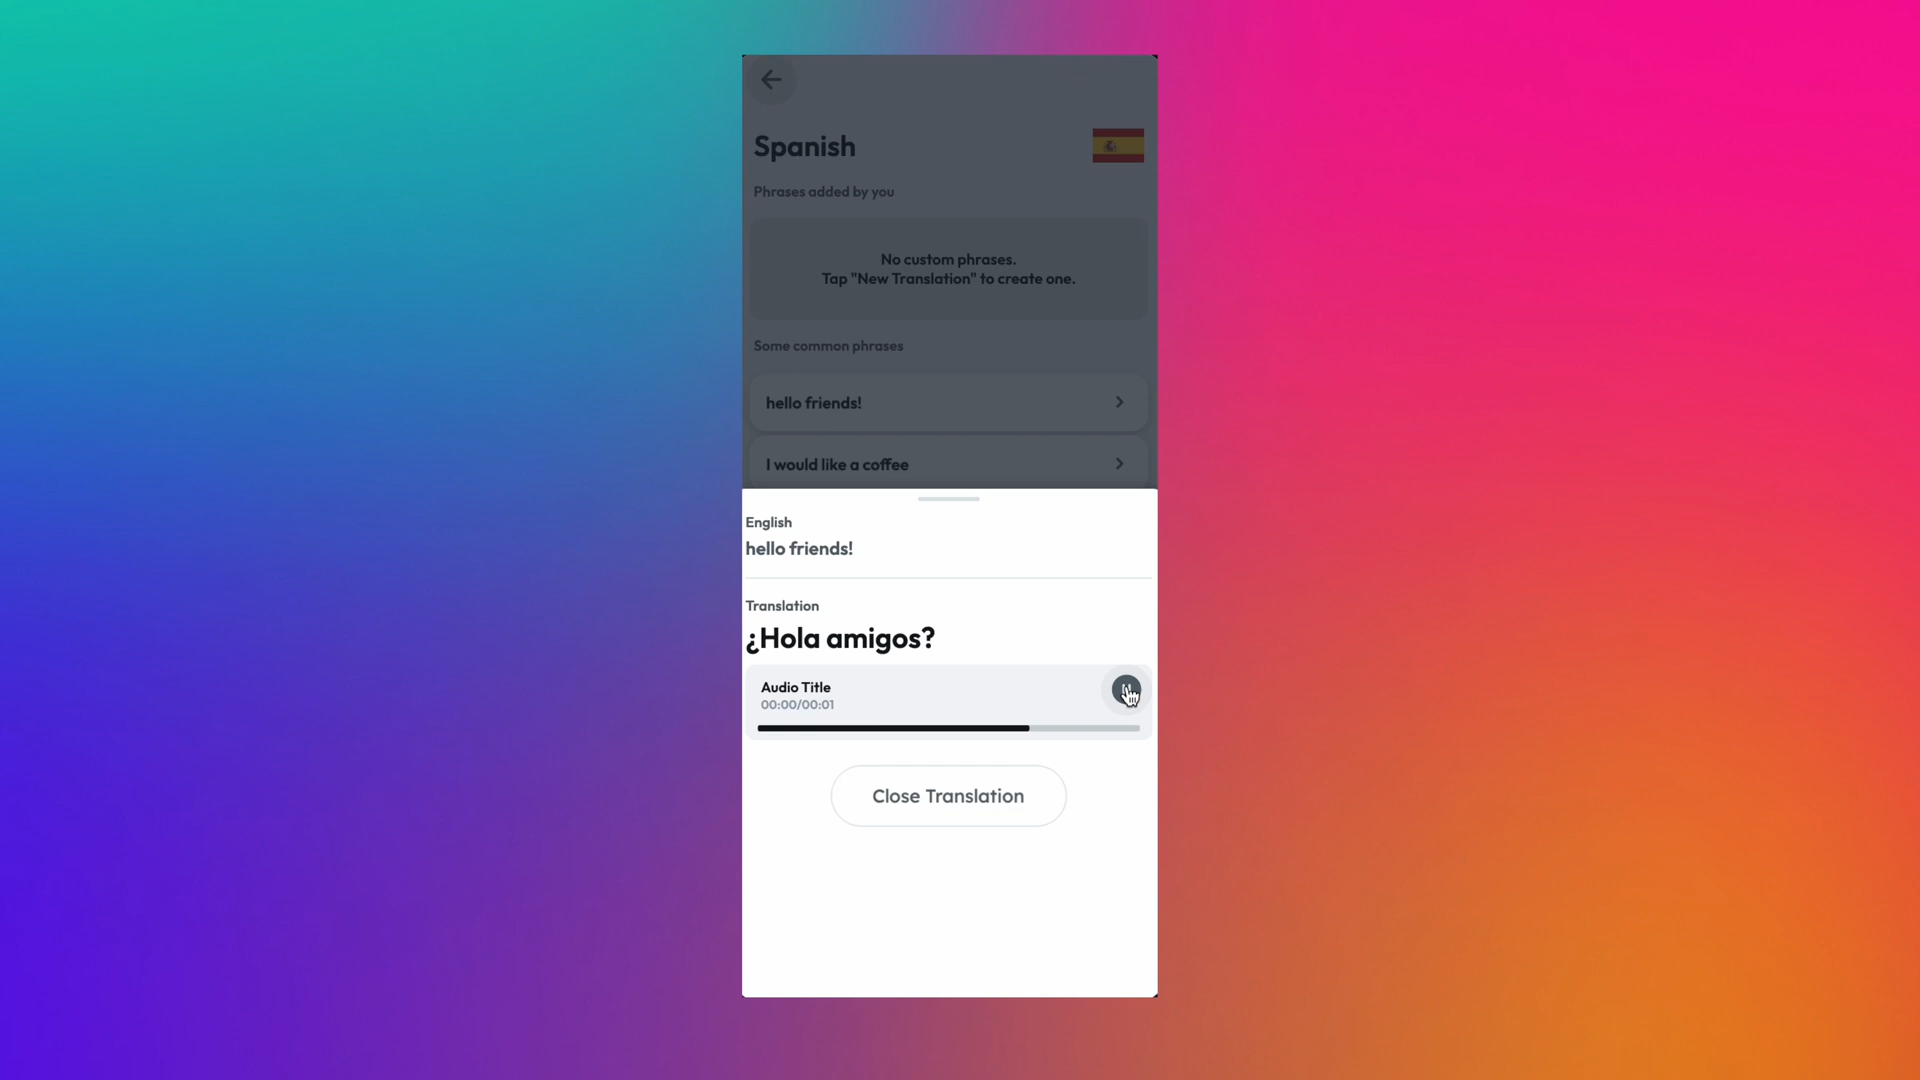 Spanish
Phrases added by you
No custom phrases.
Tap "New Translation" to create one.
Some common phrases
hello friends!
I would like a coffee
English
hello friends!
Translation
¿Hola amigos?
Audio Title
00:00/00:01
Close Translation